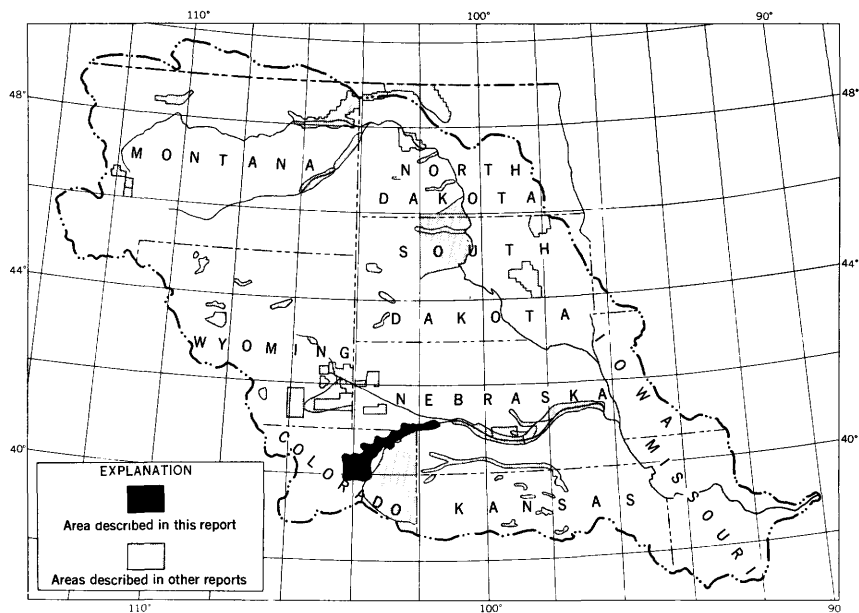 110° 100° 90°
48° 48°
MONTANA
NORTH
DAKOTA
SOUTH
44° 44°
DAKOTA
WYOMING
IOWA
NEBRASKA
40° 40°
COLORADO
MISSOURI
KANSAS
EXPLANATION
Area described in this report
Areas described in other reports
110° 100° 90°